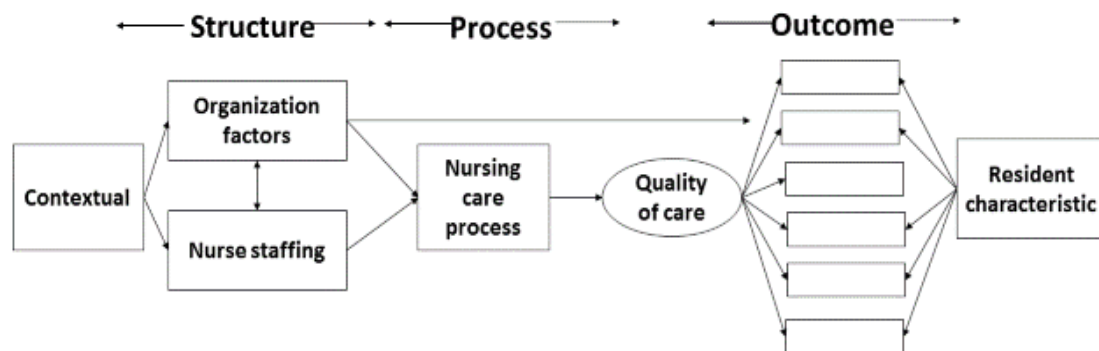 Structure
Process
Outcome
Organization
factors
Contextual
Nurse staffing
Nursing
care
process
Quality
of care
Resident
characteristic